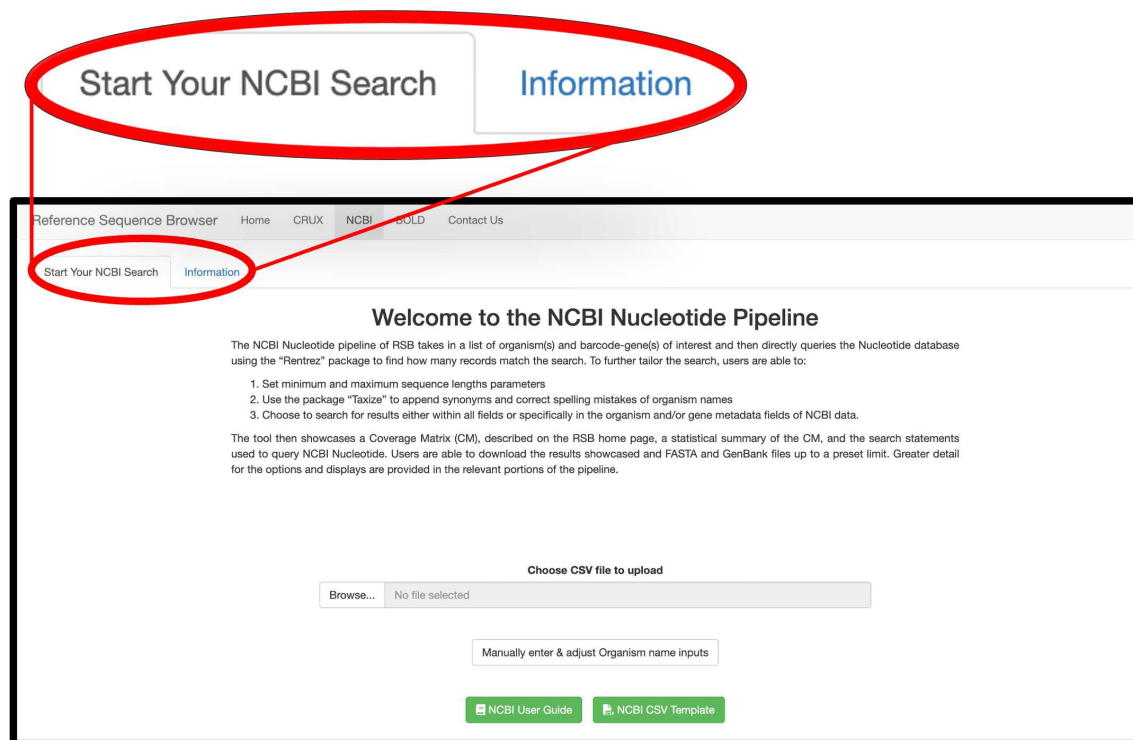 Start Your NCBI Search Information
Reference Sequence Browser Home CRUX NCBI BOLD Contact Us
Start Your NCBI Search Information
Welcome to the NCBI Nucleotide Pipeline
The NCBI Nucleotide pipeline of RSB takes in a list of organism(s) and barcode-gene(s) of interest and then directly queries the Nucleotide database
using the “Rentrez” package to find how many records match the search. To further tailor the search, users are able to:
1. Set minimum and maximum sequence lengths parameters
2. Use the package “Taxize” to append synonyms and correct spelling mistakes of organism names
3. Choose to search for results either within all fields or specifically in the organism and/or gene metadata fields of NCBI data.
The tool then showcases a Coverage Matrix (CM), described on the RSB home page, a statistical summary of the CM, and the search statements
used to query NCBI Nucleotide. Users are able to download the results showcased and FASTA and GenBank files up to a preset limit. Greater detail
for the options and displays are provided in the relevant portions of the pipeline.
Choose CSV file to upload
Browse... No file selected
Manually enter & adjust Organism name inputs
NCBI User Guide NCBI CSV Template